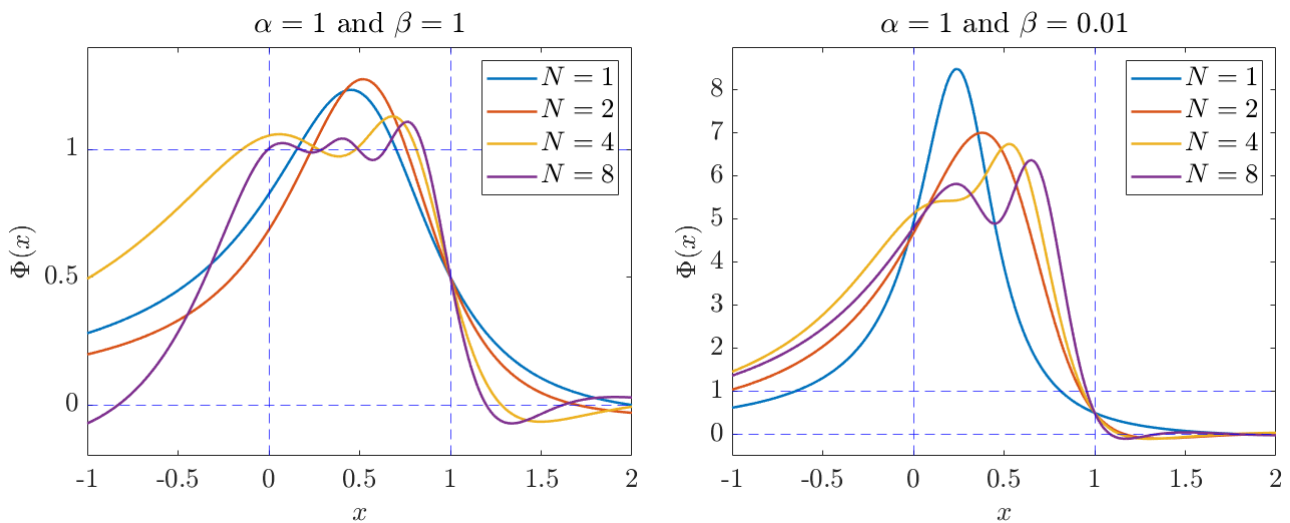 α = 1 and β = 1
Φ(x)
1
0.5
0
N = 1
N = 2
N = 4
N = 8
-1 -0.5 0 0.5 1 1.5 2
x
α = 1 and β = 0.01
Φ(x)
8
7
6
5
4
3
2
1
0
N = 1
N = 2
N = 4
N = 8
-1 -0.5 0 0.5 1 1.5 2
x